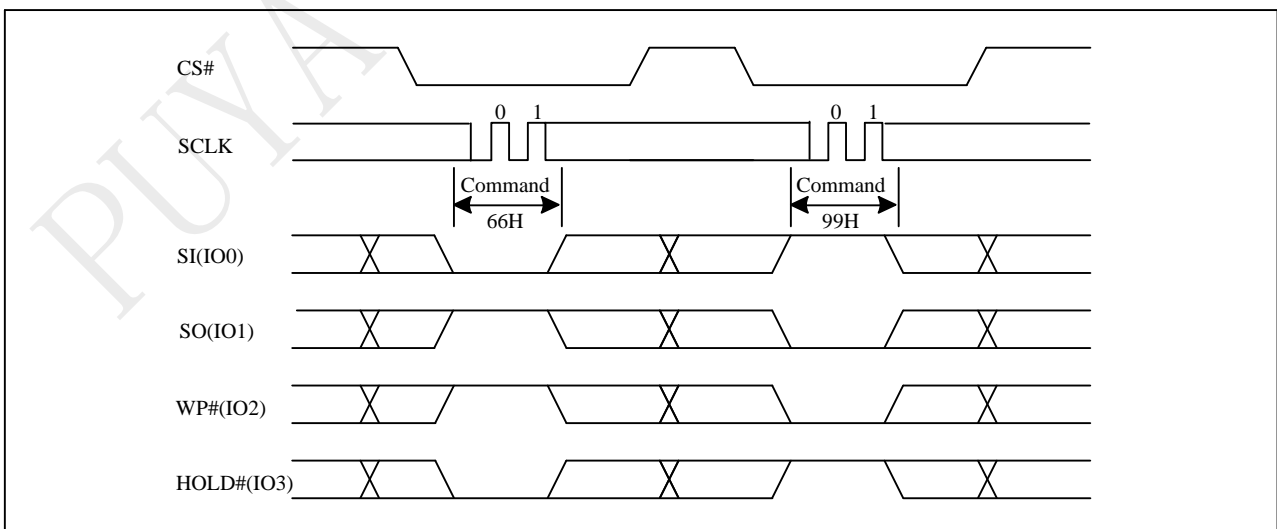 PUYA
CS#
0 1 0 1
SCLK
Command Command
66H 99H
SI(IO0)
SO(IO1)
WP#(IO2)
HOLD#(IO3)